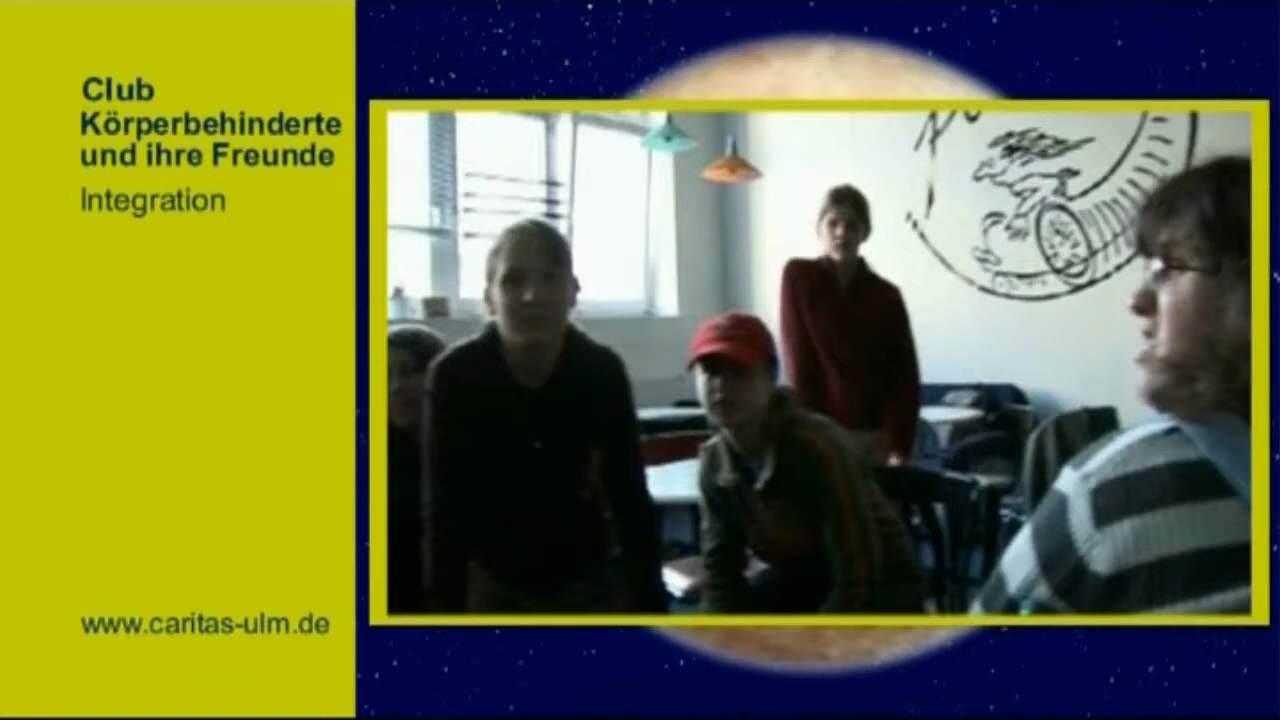 Club
Körperbehinderte
und ihre Freunde
Integration
www.caritas-ulm.de